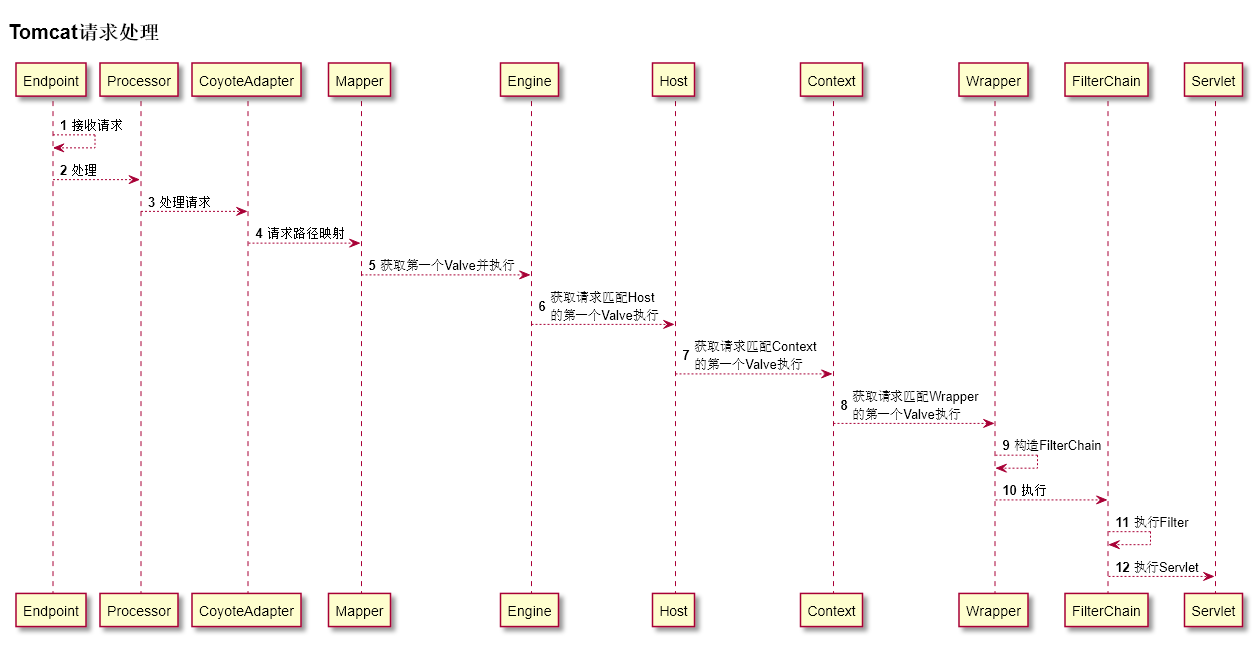 Tomcat请求处理
Endpoint Processor CoyoteAdapter Mapper Engine Host Context Wrapper FilterChain Servlet
1 接收请求
2 处理
3 处理请求
4 请求路径映射
5 获取第一个Valve并执行
6 获取请求匹配Host
的第一个Valve执行
7 获取请求匹配Context
的第一个Valve执行
8 获取请求匹配Wrapper
的第一个Valve执行
9 构造FilterChain
10 执行
11 执行Filter
12 执行Servlet
Endpoint Processor CoyoteAdapter Mapper Engine Host Context Wrapper FilterChain Servlet